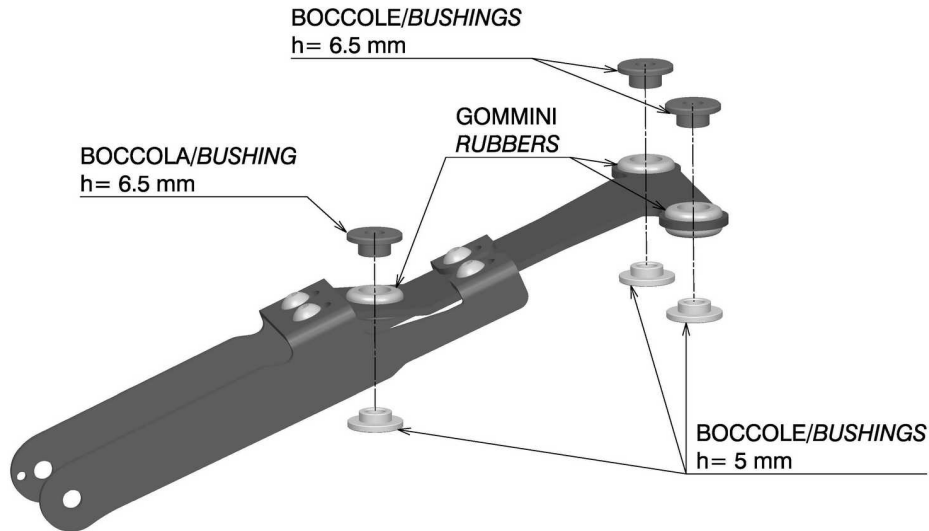 BOCCOLE/BUSHINGS
h= 6.5 mm
GOMMINI
RUBBERS
BOCCOLA/BUSHING
h= 6.5 mm
BOCCOLE/BUSHINGS
h= 5 mm